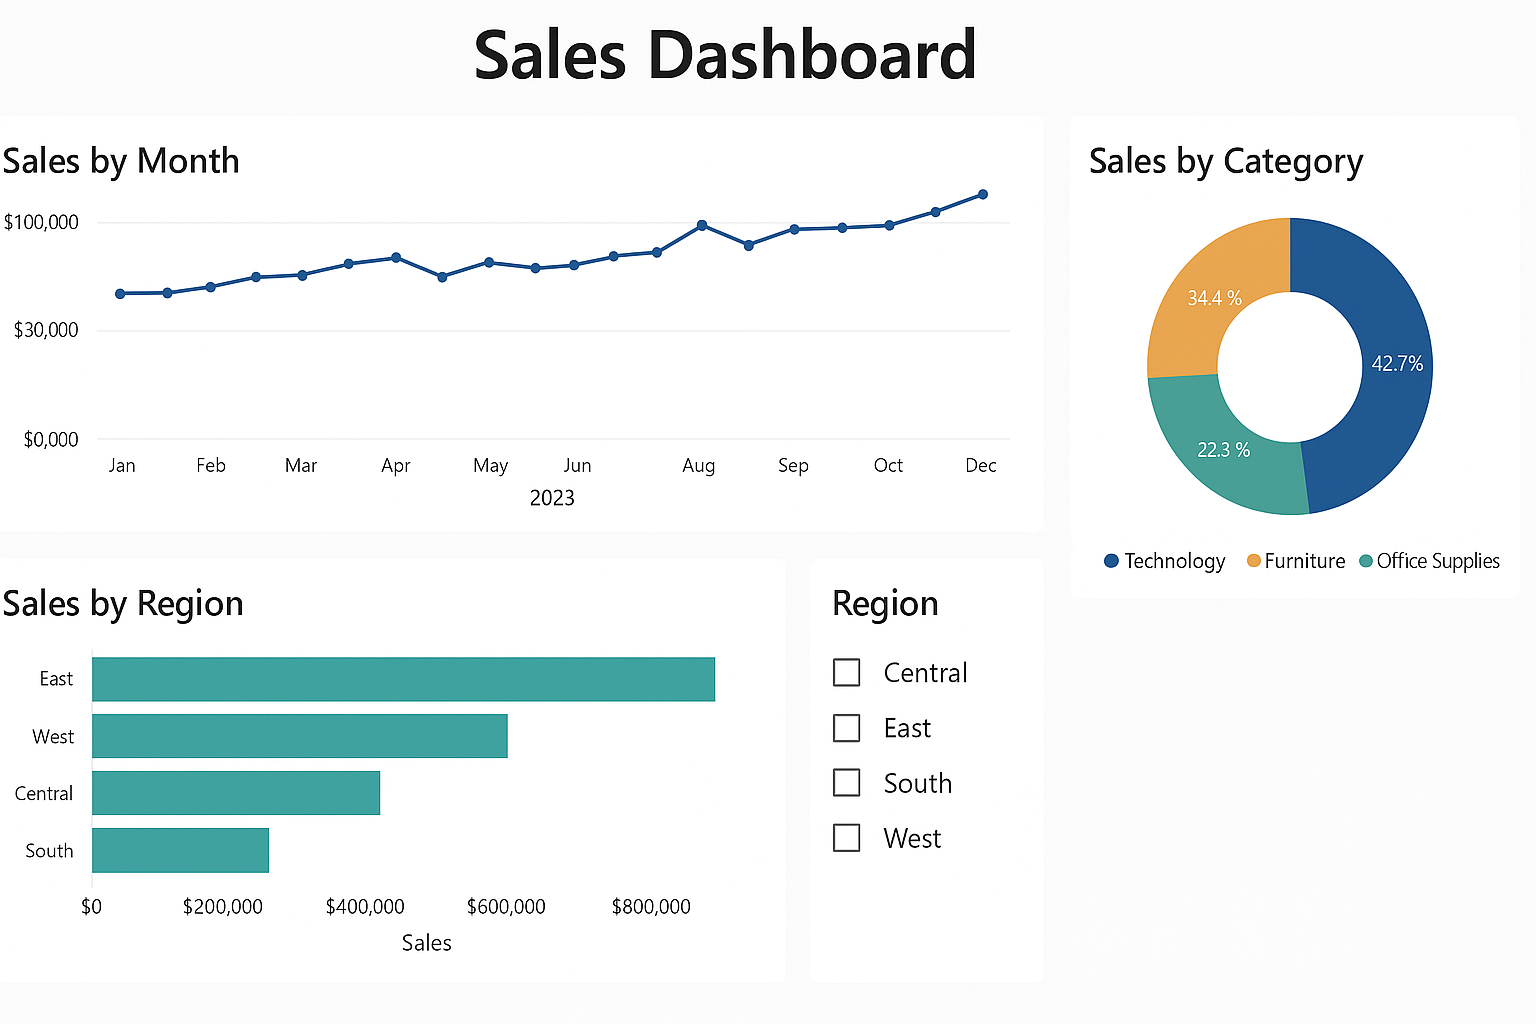 Sales Dashboard
Sales by Month
$100,000
$30,000
$0,000
Jan Feb Mar Apr May Jun Aug Sep Oct Dec
2023
Sales by Category
34.4 %
42.7%
22.3 %
Technology Furniture Office Supplies
Sales by Region
East
West
Central
South
$0 $200,000 $400,000 $600,000 $800,000
Sales
Region
Central
East
South
West